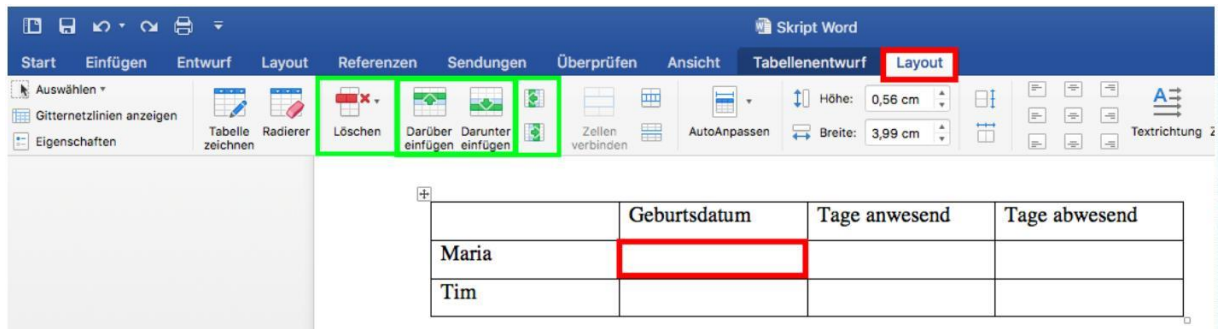 Skript Word
Start Einfügen Entwurf Layout Referenzen Sendungen Überprüfen Ansicht Tabellenentwurf Layout
Auswählen
Gitternetzlinien anzeigen
Eigenschaften
Tabelle zeichnen
Radierer
Löschen
Darüber einfügen
Darunter einfügen
Zellen verbinden
AutoAnpassen
Höhe: 0,56 cm
Breite: 3,99 cm
Textrichtung
Geburtsdatum Tage anwesend Tage abwesend
Maria
Tim